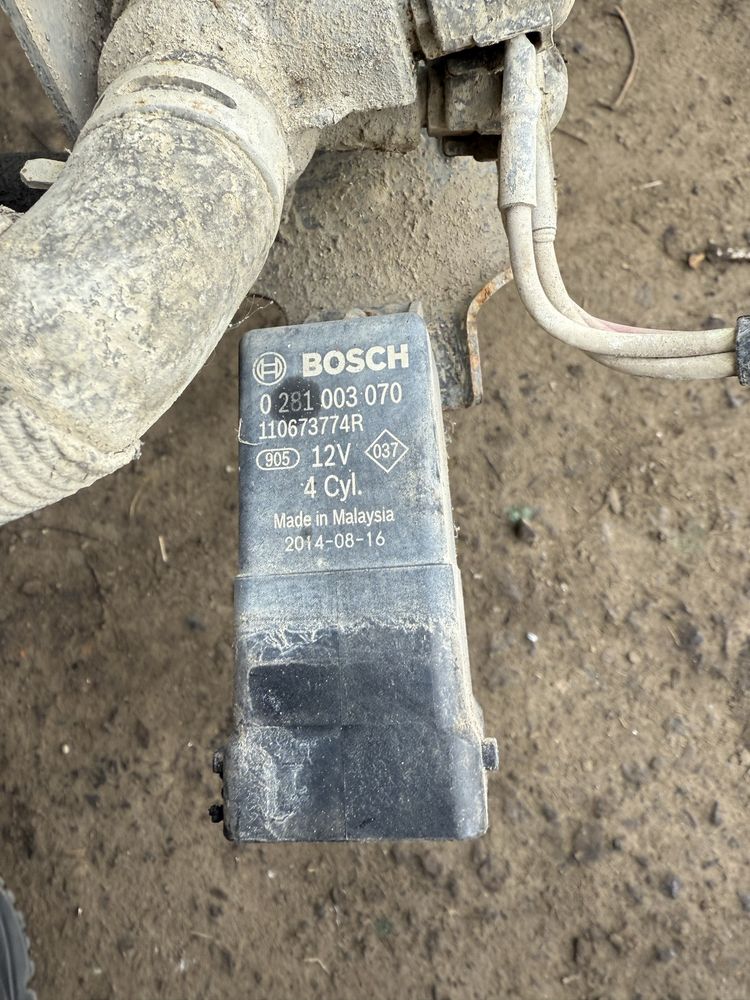 BOSCH
0 281 003 070
110673774R
905 12V 037
4 Cyl.
Made in Malaysia
2014-08-16